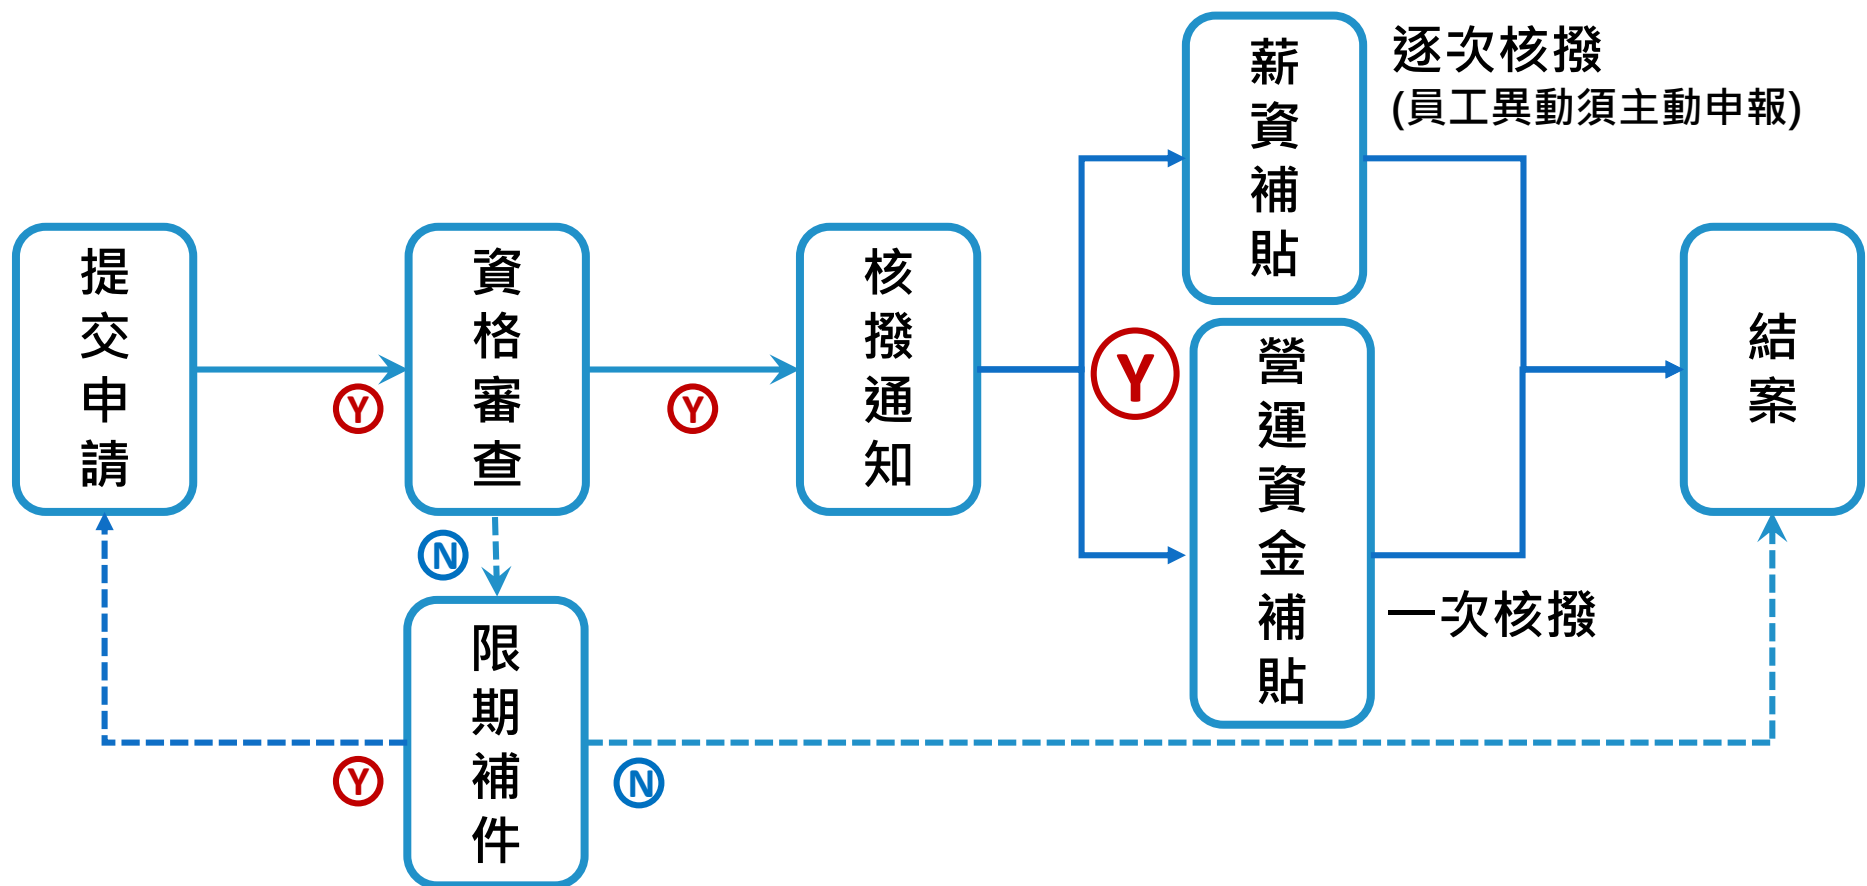 提交申請
Y
資格審查
Y
核撥通知
Y
薪資補貼
逐次核撥
(員工異動須主動申報)
營運資金補貼
一次核撥
結案
N
限期補件
Y
N